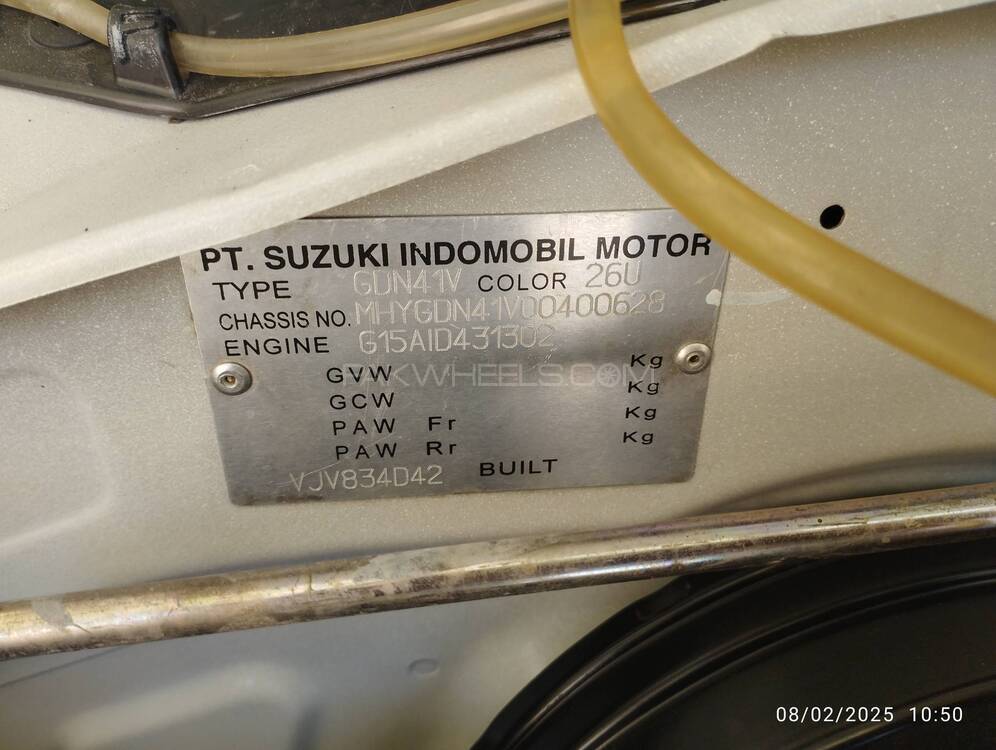 PT. SUZUKI INDOMOBIL MOTOR
TYPE GDN41V COLOR 26U
CHASSIS NO. MHYGDN41V00400628
ENGINE G15AID431302
GVW Kg
PAKWHEELS.COM
GCW Kg
PAW Fr Kg
PAW Rr Kg
VJV834D42 BUILT
08/02/2025 10:50